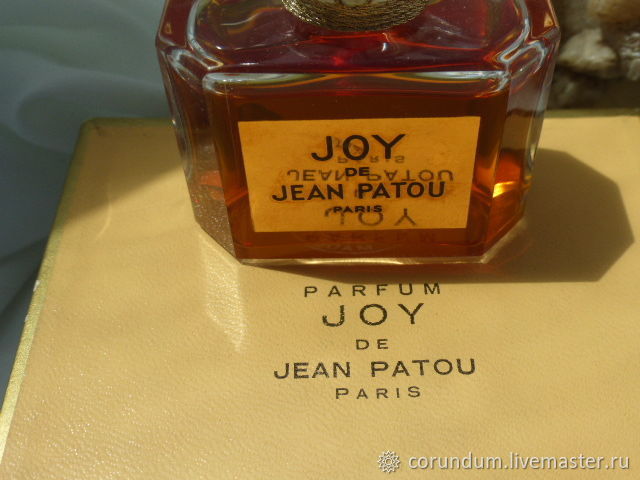 JOY
DE
JEAN PATOU
PARIS
PARFUM
JOY
DE
JEAN PATOU
PARIS
corundum.livemaster.ru